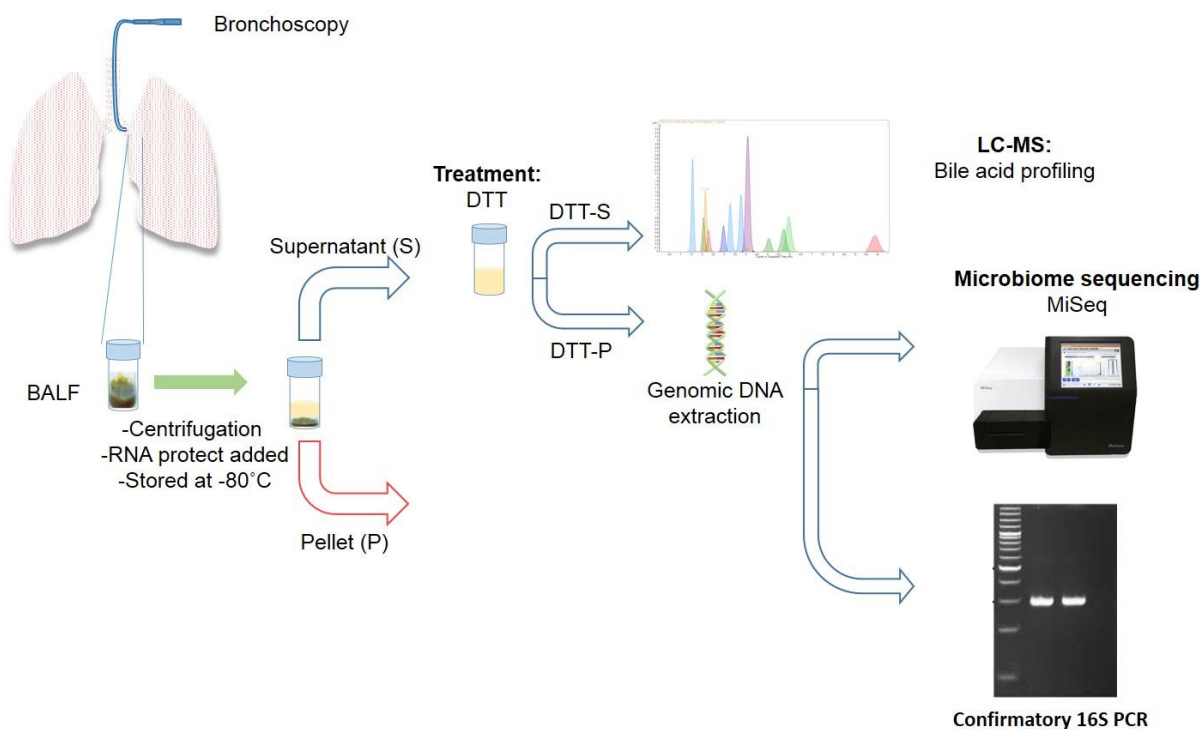 Bronchoscopy
LC-MS:
Bile acid profiling
Treatment:
DTT
DTT-S
Supernatant (S)
Microbiome sequencing
MiSeq
DTT-P
BALF
Genomic DNA
extraction
-Centrifugation
-RNA protect added
-Stored at -80˚C
Pellet (P)
Confirmatory 16S PCR